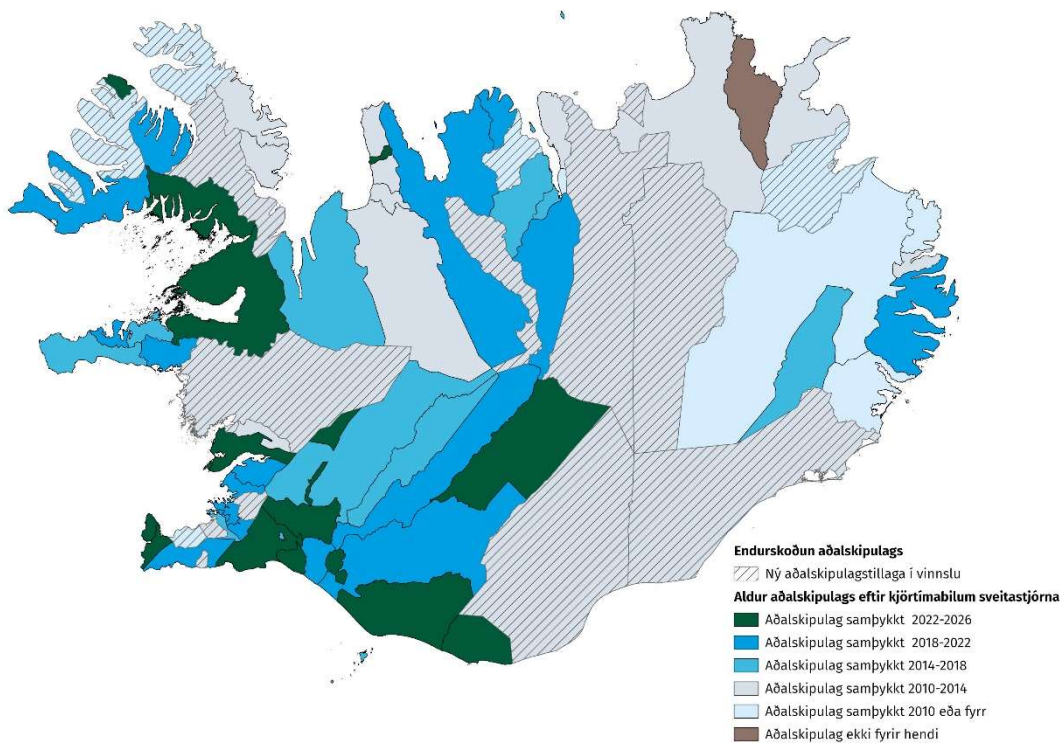 Endurskoðun aðalskipulags
Ný aðalskipulagstillaga í vinnslu
Aldur aðalskipulags eftir kjörtímabilum sveitastjórna
Aðalskipulag samþykkt 2022-2026
Aðalskipulag samþykkt 2018-2022
Aðalskipulag samþykkt 2014-2018
Aðalskipulag samþykkt 2010-2014
Aðalskipulag samþykkt 2010 eða fyrr
Aðalskipulag ekki fyrir hendi